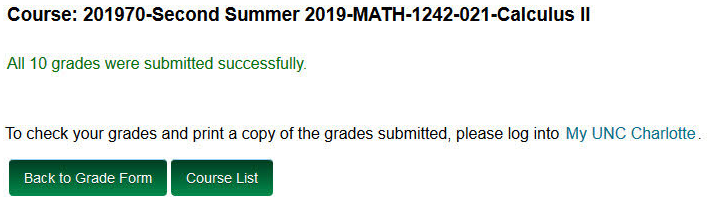 Course: 201970-Second Summer 2019-MATH-1242-021-Calculus II
All 10 grades were submitted successfully.
To check your grades and print a copy of the grades submitted, please log into My UNC Charlotte.
Back to Grade Form Course List